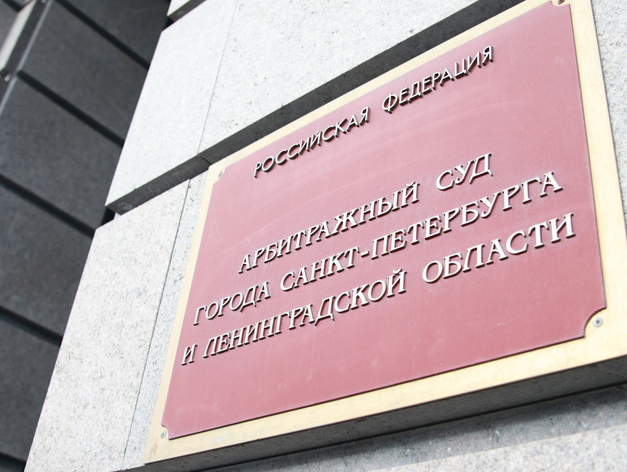 РОССИЙСКАЯ ФЕДЕРАЦИЯ
АРБИТРАЖНЫЙ СУД
ГОРОДА САНКТ-ПЕТЕРБУРГА
И ЛЕНИНГРАДСКОЙ ОБЛАСТИ